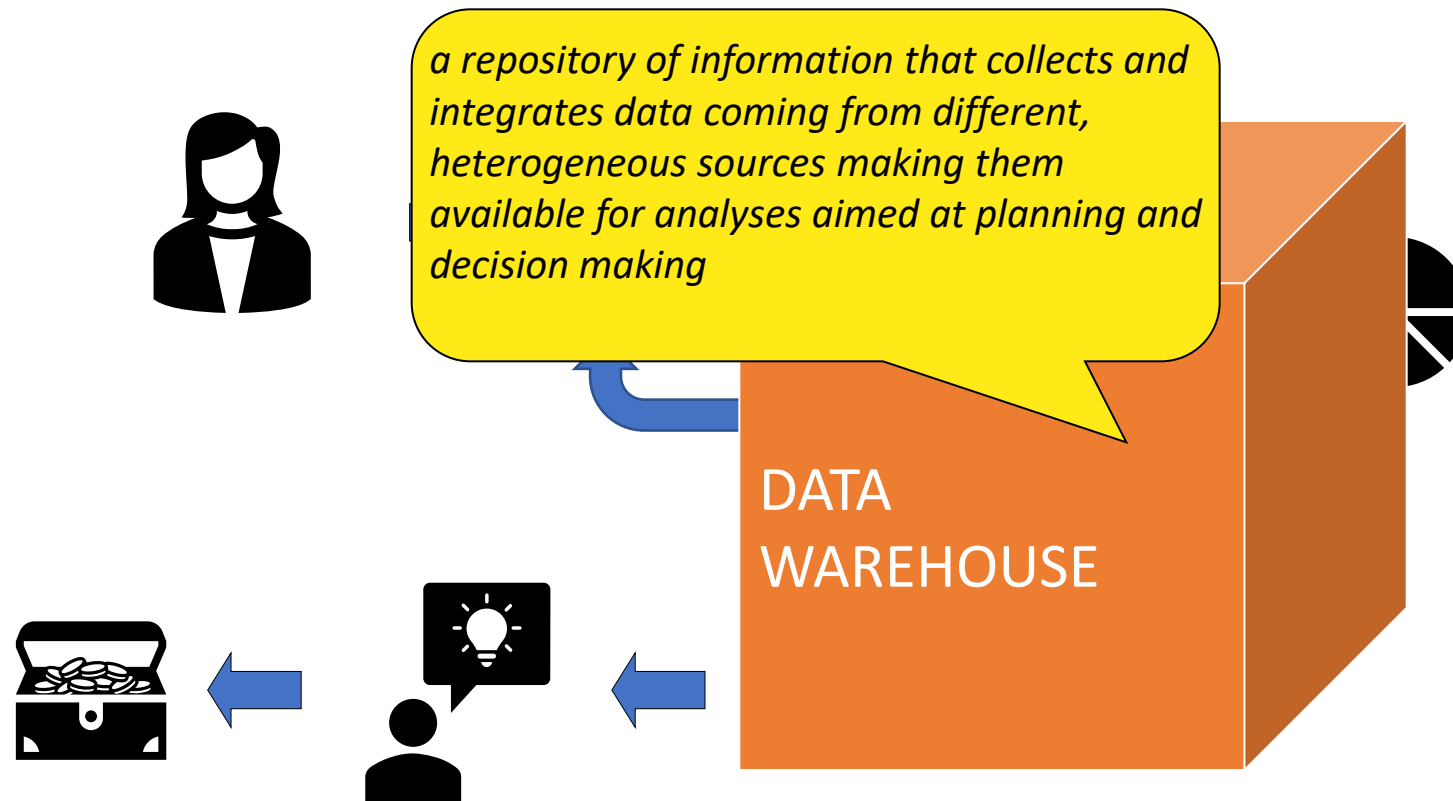 a repository of information that collects and
integrates data coming from different,
heterogeneous sources making them
available for analyses aimed at planning and
decision making
DATA
WAREHOUSE